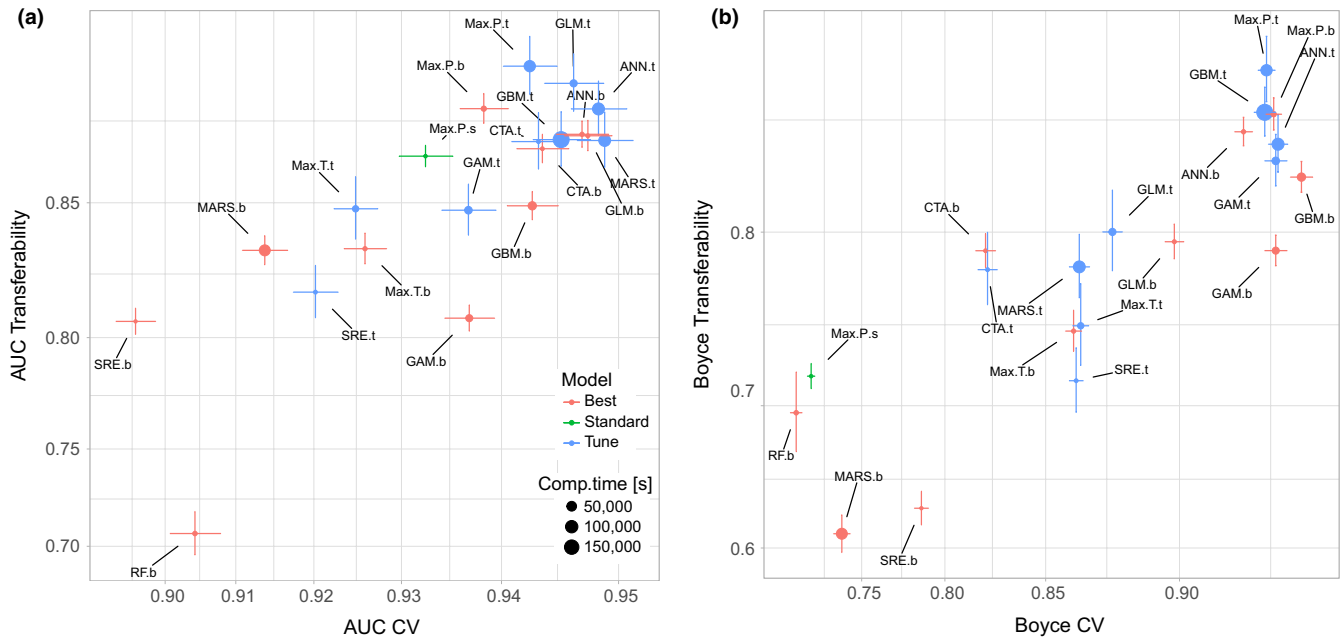 (a)
AUC Transferability
0.85
0.80
0.75
0.70
Max.P.t
GLM.t
Max.P.b
ANN.t
GBM.t
ANN.b
Max.P.s
CTA.t
Max.T.t
GAM.t
MARS.t
CTA.b
MARS.b
GLM.b
GBM.b
Max.T.b
SRE.t
SRE.b
GAM.b
RF.b
Model
Best
Standard
Tune
Comp.time [s]
50,000
100,000
150,000
0.90
0.91
0.92
0.93
0.94
0.95
AUC CV
(b)
Boyce Transferability
0.8
0.7
0.6
Max.P.t
Max.P.b
ANN.t
GBM.t
ANN.b
GLM.t
GAM.t
CTA.b
GBM.b
GLM.b
GAM.b
MARS.t
Max.T.t
CTA.t
Max.P.s
Max.T.b
SRE.t
RF.b
MARS.b
SRE.b
0.75
0.80
0.85
0.90
Boyce CV